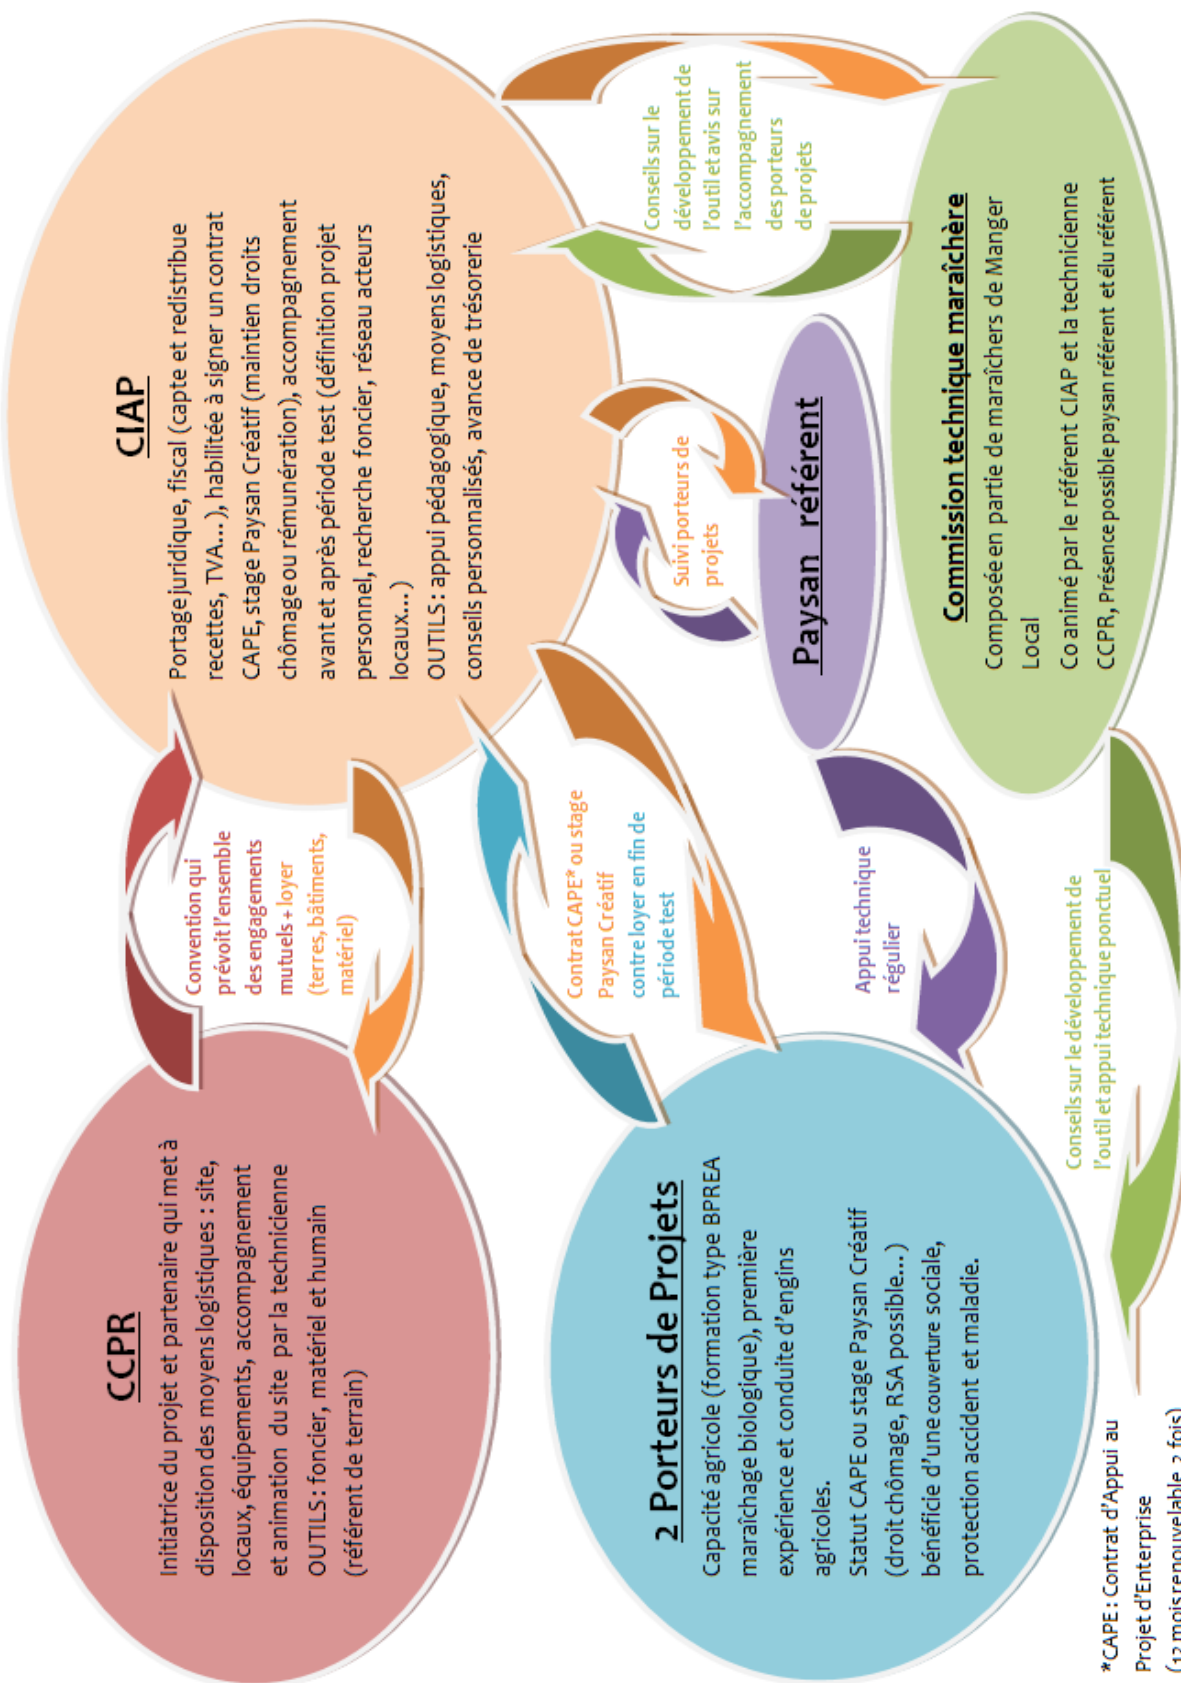 CCPR
Initiatrice du projet et partenaire qui met à
disposition des moyens logistiques : site,
locaux, équipements, accompagnement
et animation du site par la technicienne
OUTILS : foncier, matériel et humain
(référent de terrain)
Convention qui
prévoit l'ensemble
des engagements
mutuels + loyer
(terres, bâtiments,
matériel)
CIAP
Portage juridique, fiscal (capte et redistribue
recettes, TVA...), habilitée à signer un contrat
CAPE, stage Paysan Créatif (maintien droits
chômage ou rémunération), accompagnement
avant et après période test (définition projet
personnel, recherche foncier, réseau acteurs
locaux...)
OUTILS : appui pédagogique, moyens logistiques,
conseils personnalisés, avance de trésorerie
2 Porteurs de Projets
Capacité agricole (formation type BPREA
maraîchage biologique), première
expérience et conduite d'engins
agricoles.
Statut CAPE ou stage Paysan Créatif
(droit chômage, RSA possible...)
bénéficie d'une couverture sociale,
protection accident et maladie.
Contrat CAPE* ou stage
Paysan Créatif
contre loyer en fin de
période test
Suivi porteurs de
projets
Conseils sur le
développement de
l'outil et avis sur
l'accompagnement
des porteurs
de projets
Paysan référent
Appui technique
régulier
Commission technique maraîchère
Composée en partie de maraîchers de Manger
Local
Co animé par le référent CIAP et la technicienne
CCPR, Présence possible paysan référent et élu référent
Conseils sur le développement de
l'outil et appui technique ponctuel
*CAPE : Contrat d'Appui au
Projet d'Enterprise
(12 mois renouvelable 2 fois)